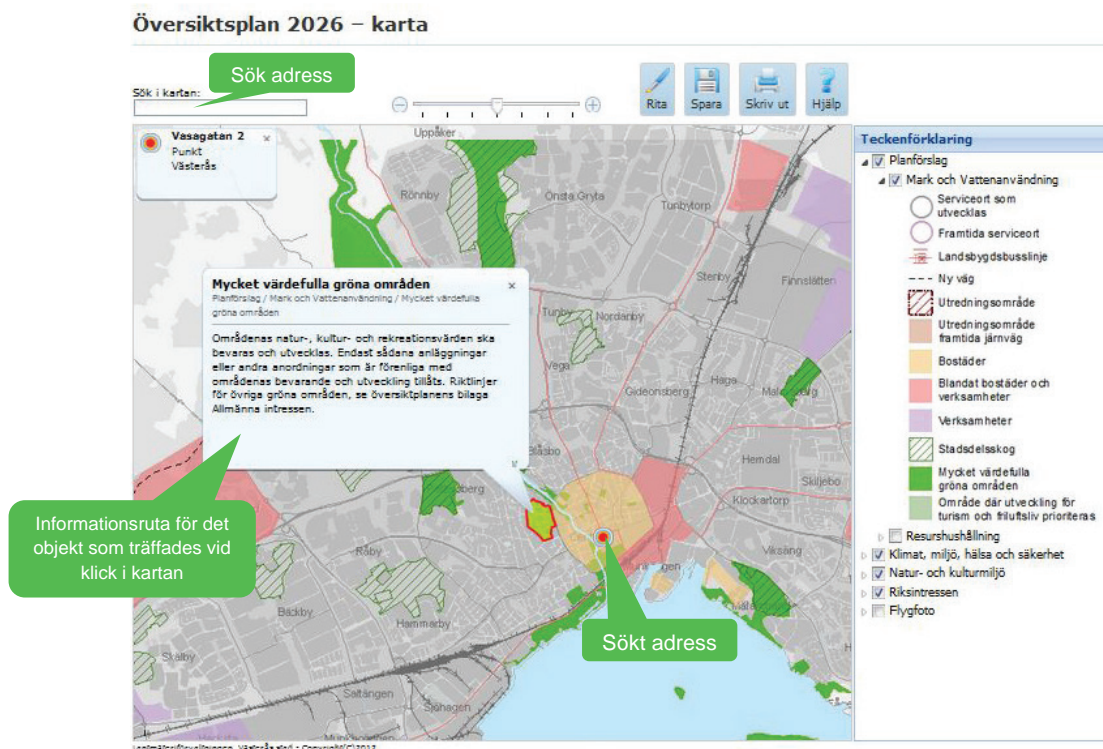 Översiktsplan 2026 – karta
Sök adress
Sök i kartan:
Rita
Spara
Skriv ut
Hjälp
Vasagatan 2
Punkt
Västerås
Uppåker
Rönnby
Önsta Gryta
Tunbytorp
Stenby
Finnslätten
Tunby
Nordanby
Vega
Gideonsberg
Haga
Blåsbo
Hemdal
Skiljebo
Klockartorp
Råby
Viksäng
Bäckby
Hammarby
Skälby
Saltängen
Sjöhagen
Mycket värdefulla gröna områden
Planförslag / Mark och Vattenanvändning / Mycket värdefulla
gröna områden
Områdenas natur-, kultur- och rekreationsvärden ska
bevaras och utvecklas. Endast sådana anläggningar
eller andra anordningar som är förenliga med
områdenas bevarande och utveckling tillåts. Riktlinjer
för övriga gröna områden, se översiktplanens bilaga
Allmänna intressen.
Informationsruta för det
objekt som träffades vid
klick i kartan
Sökt adress
Teckenförklaring
Planförslag
Mark och Vattenanvändning
Serviceort som
utvecklas
Framtida serviceort
Landsbygdsbusslinje
Ny väg
Utredningsområde
Utredningsområde
framtida järnväg
Bostäder
Blandat bostäder och
verksamheter
Verksamheter
Stadsdelsskog
Mycket värdefulla
gröna områden
Område där utveckling för
turism och friluftsliv prioriteras
Resurshushållning
Klimat, miljö, hälsa och säkerhet
Natur- och kulturmiljö
Riksintressen
Flygfoto